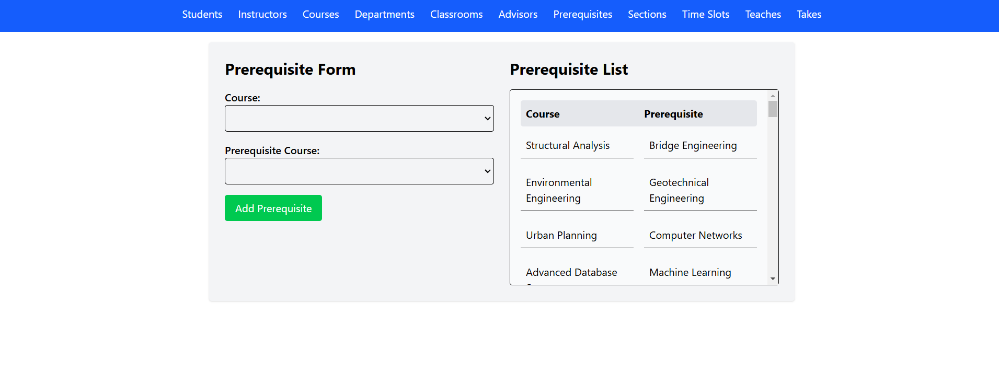 Students Instructors Courses Departments Classrooms Advisors Prerequisites Sections Time Slots Teaches Takes
Prerequisite Form
Course:
Prerequisite Course:
Add Prerequisite
Prerequisite List
Course Prerequisite
Structural Analysis Bridge Engineering
Environmental Geotechnical
Engineering Engineering
Urban Planning Computer Networks
Advanced Database Machine Learning